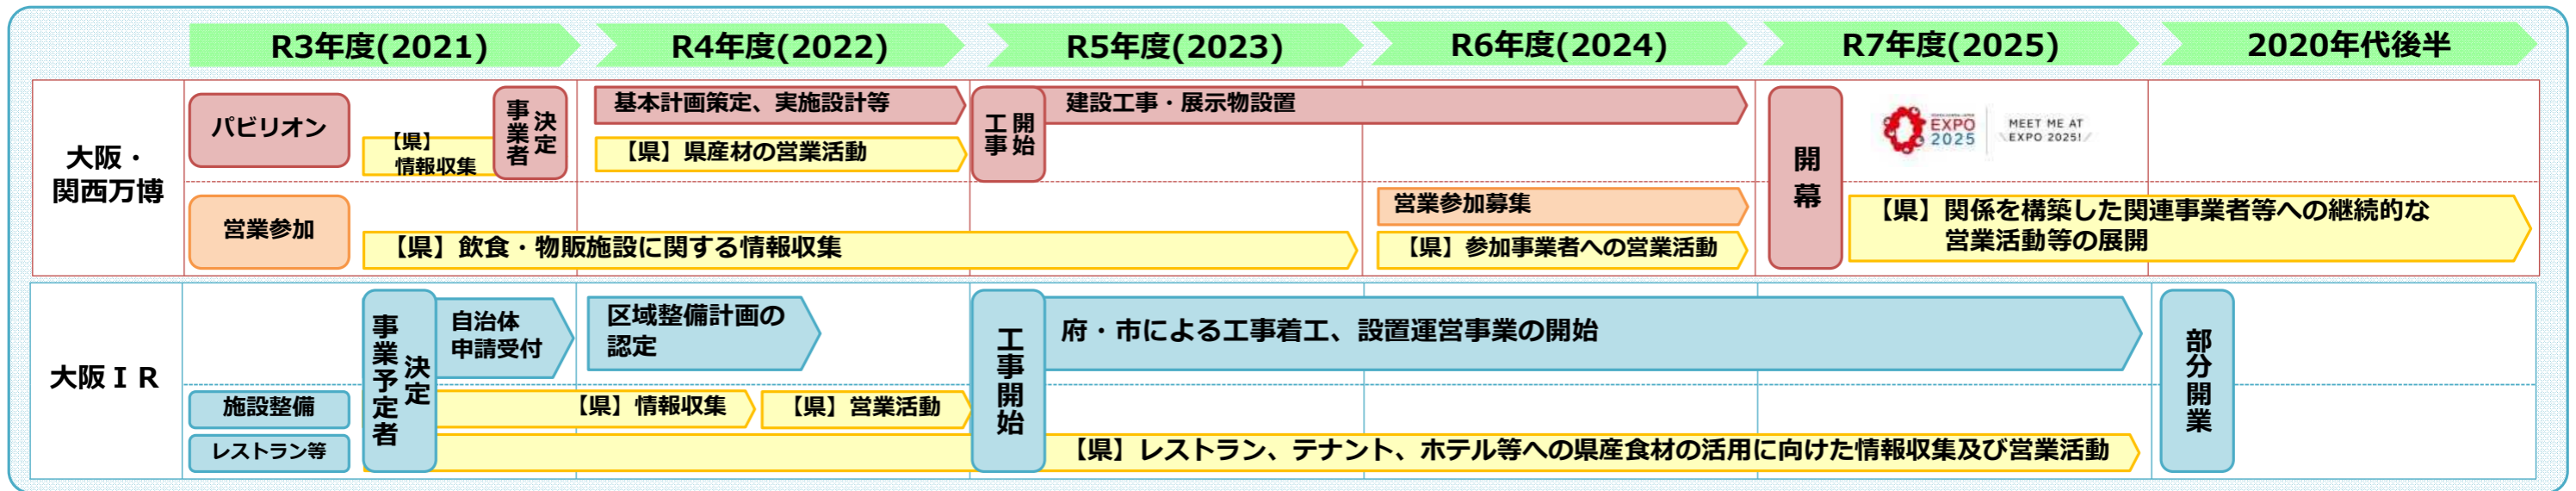 R3年度(2021)
R4年度(2022)
R5年度(2023)
R6年度(2024)
R7年度(2025)
2020年代後半
大阪・
関西万博
パビリオン
【県】
情報収集
事業者
決定
基本計画策定、実施設計等
【県】県産材の営業活動
工事
開始
建設工事・展示物設置
開幕
EXPO
2025
MEET ME AT
\EXPO 2025!/
営業参加
【県】飲食・物販施設に関する情報収集
営業参加募集
【県】参加事業者への営業活動
【県】関係を構築した関連事業者等への継続的な
営業活動等の展開
大阪ＩＲ
事業予定者
決定
自治体
申請受付
区域整備計画の
認定
工事開始
府・市による工事着工、設置運営事業の開始
部分開業
施設整備
【県】情報収集
【県】営業活動
レストラン等
【県】レストラン、テナント、ホテル等への県産食材の活用に向けた情報収集及び営業活動